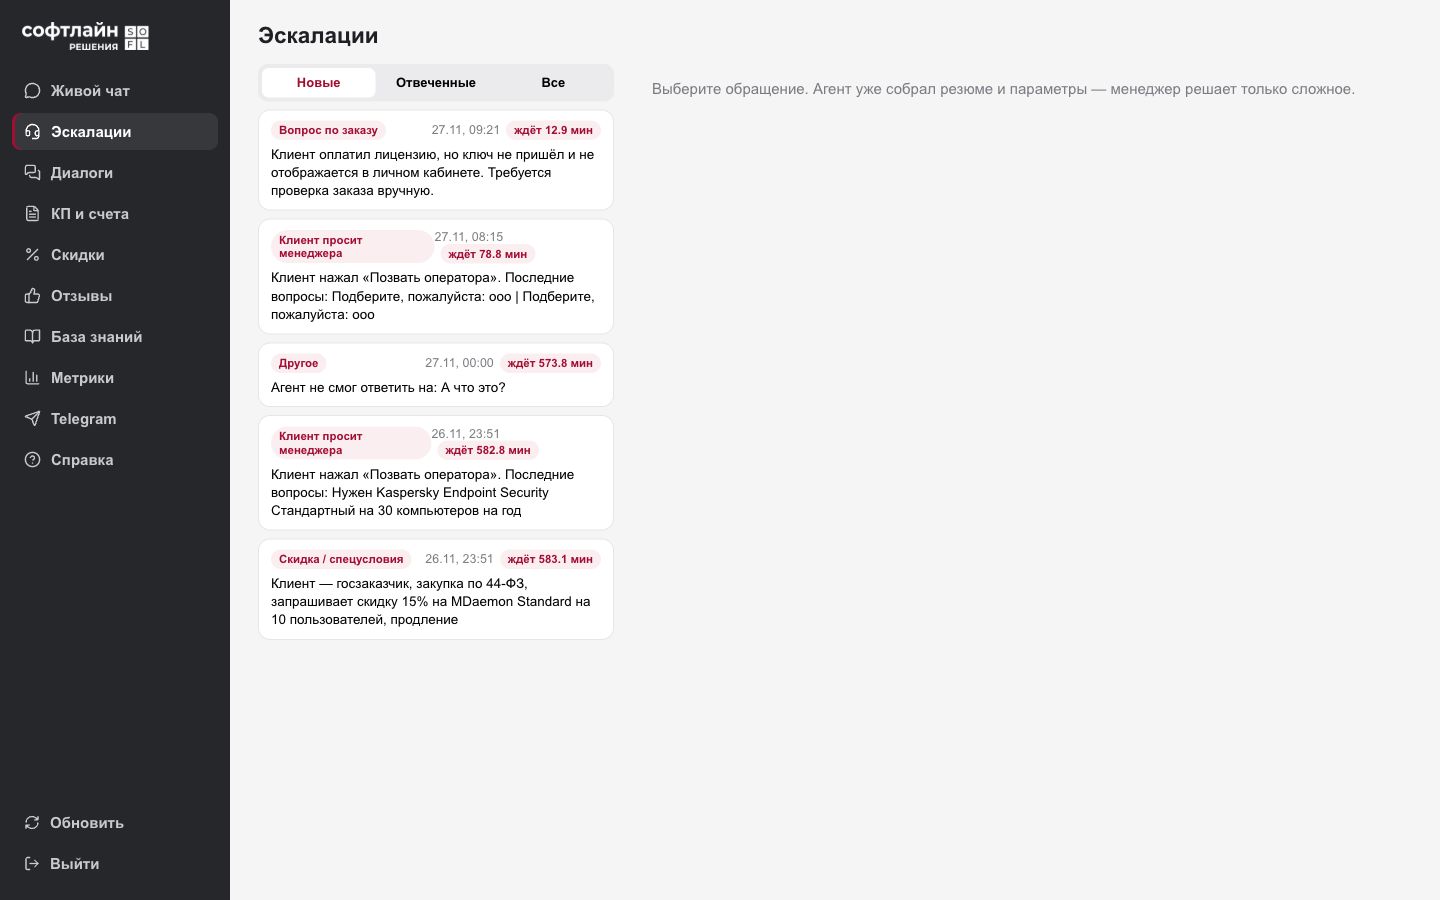 софтлайн
РЕШЕНИЯ
S O
F L
Живой чат
Эскалации
Диалоги
КП и счета
Скидки
Отзывы
База знаний
Метрики
Telegram
Справка
Обновить
Выйти
Эскалации
Новые Отвеченные Все
Вопрос по заказу 27.11, 09:21 ждёт 12.9 мин
Клиент оплатил лицензию, но ключ не пришёл и не
отображается в личном кабинете. Требуется
проверка заказа вручную.
Клиент просит
менеджера
27.11, 08:15
ждёт 78.8 мин
Клиент нажал «Позвать оператора». Последние
вопросы: Подберите, пожалуйста: ооо | Подберите,
пожалуйста: ооо
Другое 27.11, 00:00 ждёт 573.8 мин
Агент не смог ответить на: А что это?
Клиент просит
менеджера
26.11, 23:51
ждёт 582.8 мин
Клиент нажал «Позвать оператора». Последние
вопросы: Нужен Kaspersky Endpoint Security
Стандартный на 30 компьютеров на год
Скидка / спецусловия 26.11, 23:51 ждёт 583.1 мин
Клиент — госзаказчик, закупка по 44-ФЗ,
запрашивает скидку 15% на MDaemon Standard на
10 пользователей, продление
Выберите обращение. Агент уже собрал резюме и параметры — менеджер решает только сложное.